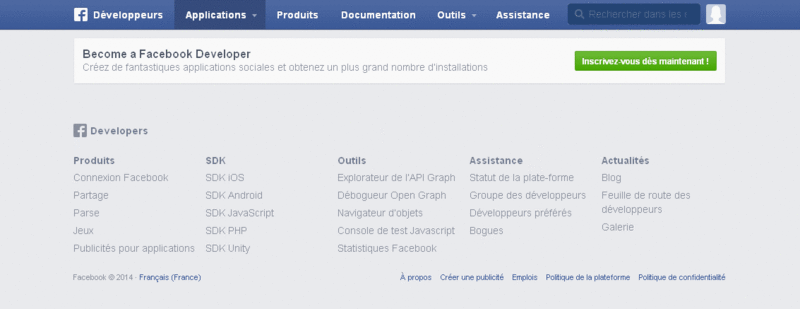 Développeurs Applications Produits Documentation Outils Assistance Rechercher dans les r
Become a Facebook Developer
Créez de fantastiques applications sociales et obtenez un plus grand nombre d'installations
Inscrivez-vous dès maintenant !
Developers
Produits
Connexion Facebook
Partage
Parse
Jeux
Publicités pour applications
SDK
SDK iOS
SDK Android
SDK JavaScript
SDK PHP
SDK Unity
Outils
Explorateur de l'API Graph
Débogueur Open Graph
Navigateur d'objets
Console de test Javascript
Statistiques Facebook
Assistance
Statut de la plate-forme
Groupe des développeurs
Développeurs préférés
Bogues
Actualités
Blog
Feuille de route des
développeurs
Galerie
Facebook © 2014 · Français (France)
À propos Créer une publicité Emplois Politique de la plateforme Politique de confidentialité